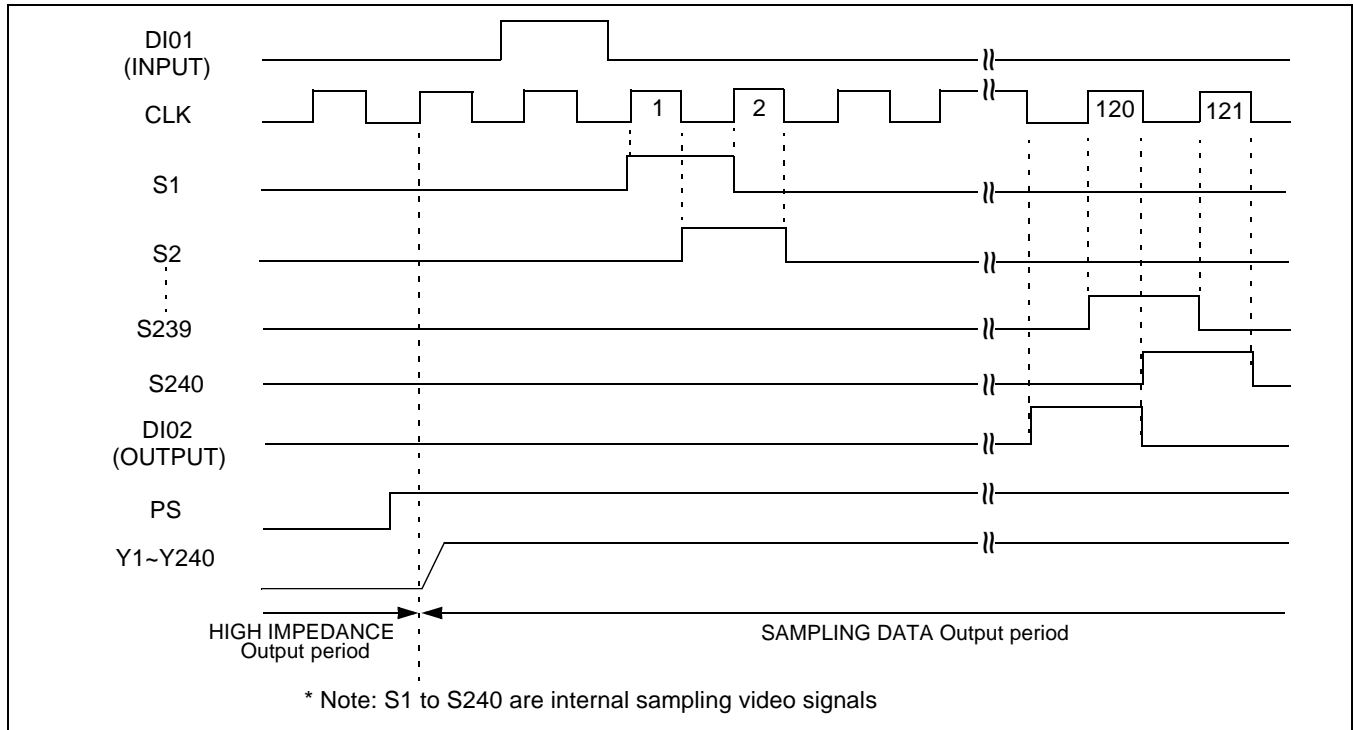 DI01
(INPUT)
CLK
1
2
120
121
S1
S2
S239
S240
DI02
(OUTPUT)
PS
Y1~Y240
HIGH IMPEDANCE
Output period
SAMPLING DATA Output period
* Note: S1 to S240 are internal sampling video signals